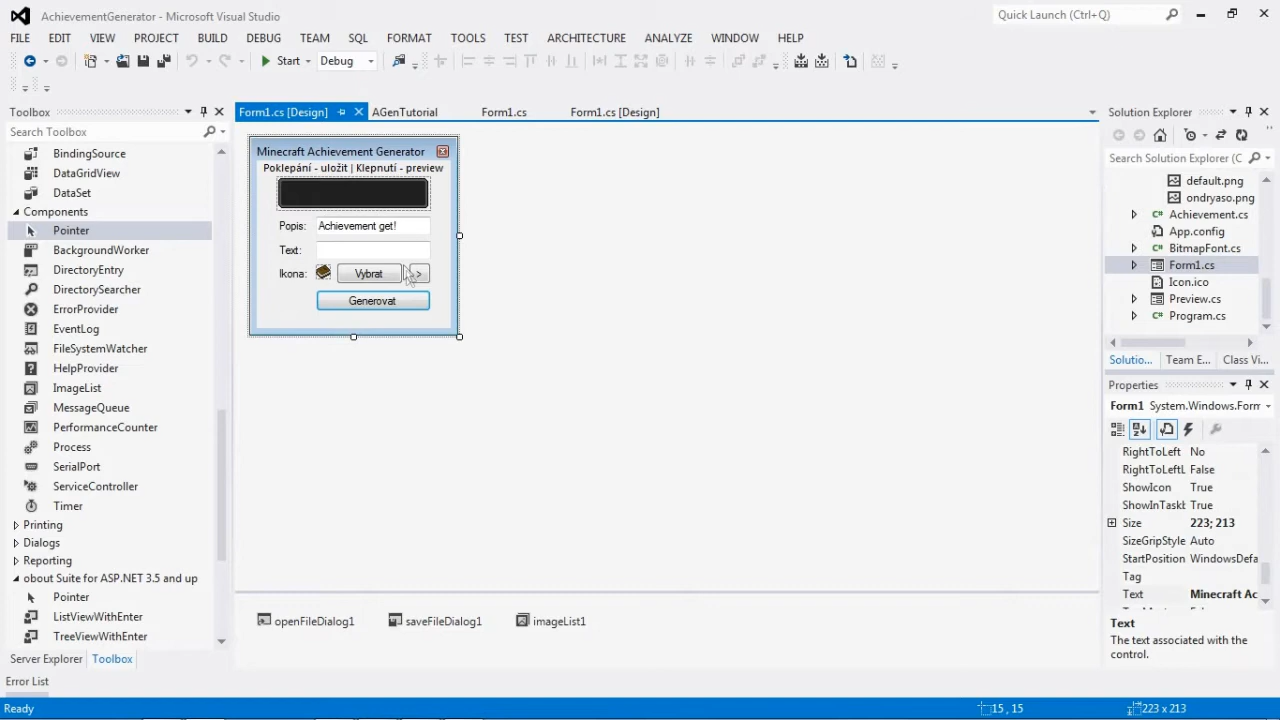 AchievementGenerator - Microsoft Visual Studio
Quick Launch (Ctrl+Q)
FILE EDIT VIEW PROJECT BUILD DEBUG TEAM SQL FORMAT TOOLS TEST ARCHITECTURE ANALYZE WINDOW HELP
Start Debug
Toolbox
Form1.cs [Design] AGenTutorial Form1.cs Form1.cs [Design]
Solution Explorer
Search Toolbox
Search Solution Explorer (C
BindingSource
DataGridView
DataSet
Components
Pointer
BackgroundWorker
DirectoryEntry
DirectorySearcher
ErrorProvider
EventLog
FileSystemWatcher
HelpProvider
ImageList
MessageQueue
PerformanceCounter
Process
SerialPort
ServiceController
Timer
Printing
Dialogs
Reporting
obout Suite for ASP.NET 3.5 and up
Pointer
ListViewWithEnter
TreeViewWithEnter
Server Explorer Toolbox
Error List
Minecraft Achievement Generator
Poklepání - uložit | Klepnutí - preview
Popis: Achievement get!
Text:
Ikona: Vybrat >
Generovat
openFileDialog1 saveFileDialog1 imageList1
default.png
ondryaso.png
Achievement.cs
App.config
BitmapFont.cs
Form1.cs
Icon.ico
Preview.cs
Program.cs
Solutio... Team E... Class Vi...
Properties
Form1 System.Windows.Form
RightToLeft No
RightToLeftL False
ShowIcon True
ShowInTaskb True
Size 223; 213
SizeGripStyle Auto
StartPosition WindowsDefa
Tag
Text Minecraft Ac
Text
The text associated with the
control.
Ready 15 , 15 223 x 213